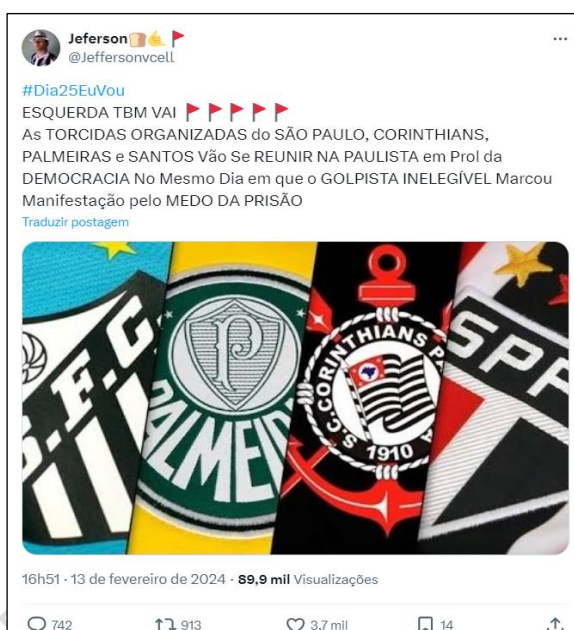 Jeferson🍞🤙🚩
@Jeffersonvcell
...
#Dia25EuVou
ESQUERDA TBM VAI 🚩🚩🚩🚩🚩
As TORCIDAS ORGANIZADAS do SÃO PAULO, CORINTHIANS,
PALMEIRAS e SANTOS Vão Se REUNIR NA PAULISTA em Prol da
DEMOCRACIA No Mesmo Dia em que o GOLPISTA INELEGÍVEL Marcou
Manifestação pelo MEDO DA PRISÃO
Traduzir postagem
S.F.C
P
PALMEI
S.C.CORINTHIANS PA
1910
SPF
16h51 · 13 de fevereiro de 2024 · 89,9 mil Visualizações
742 913 3,7 mil 14